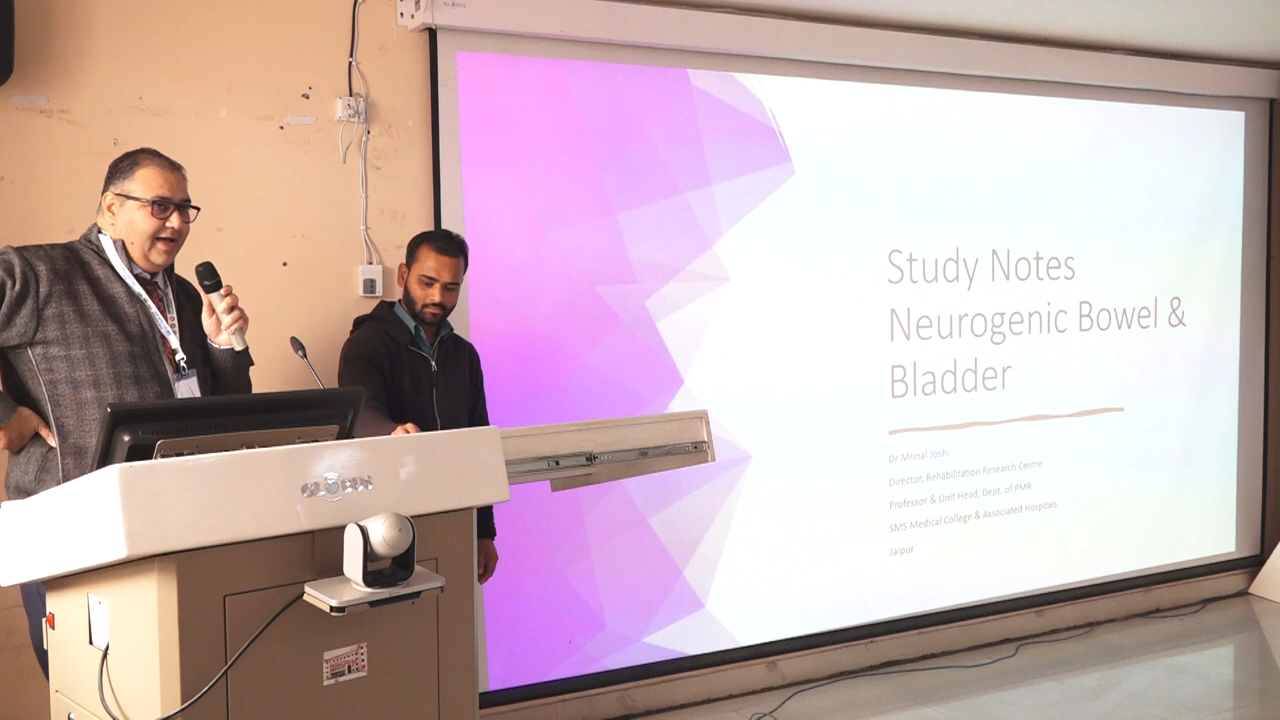 Study Notes
Neurogenic Bowel &
Bladder
Dr Mrinal Joshi
Director, Rehabilitation Research Centre
Professor & Unit Head, Dept. of PMR
SMS Medical College & Associated Hospitals
Jaipur
GLOBUS